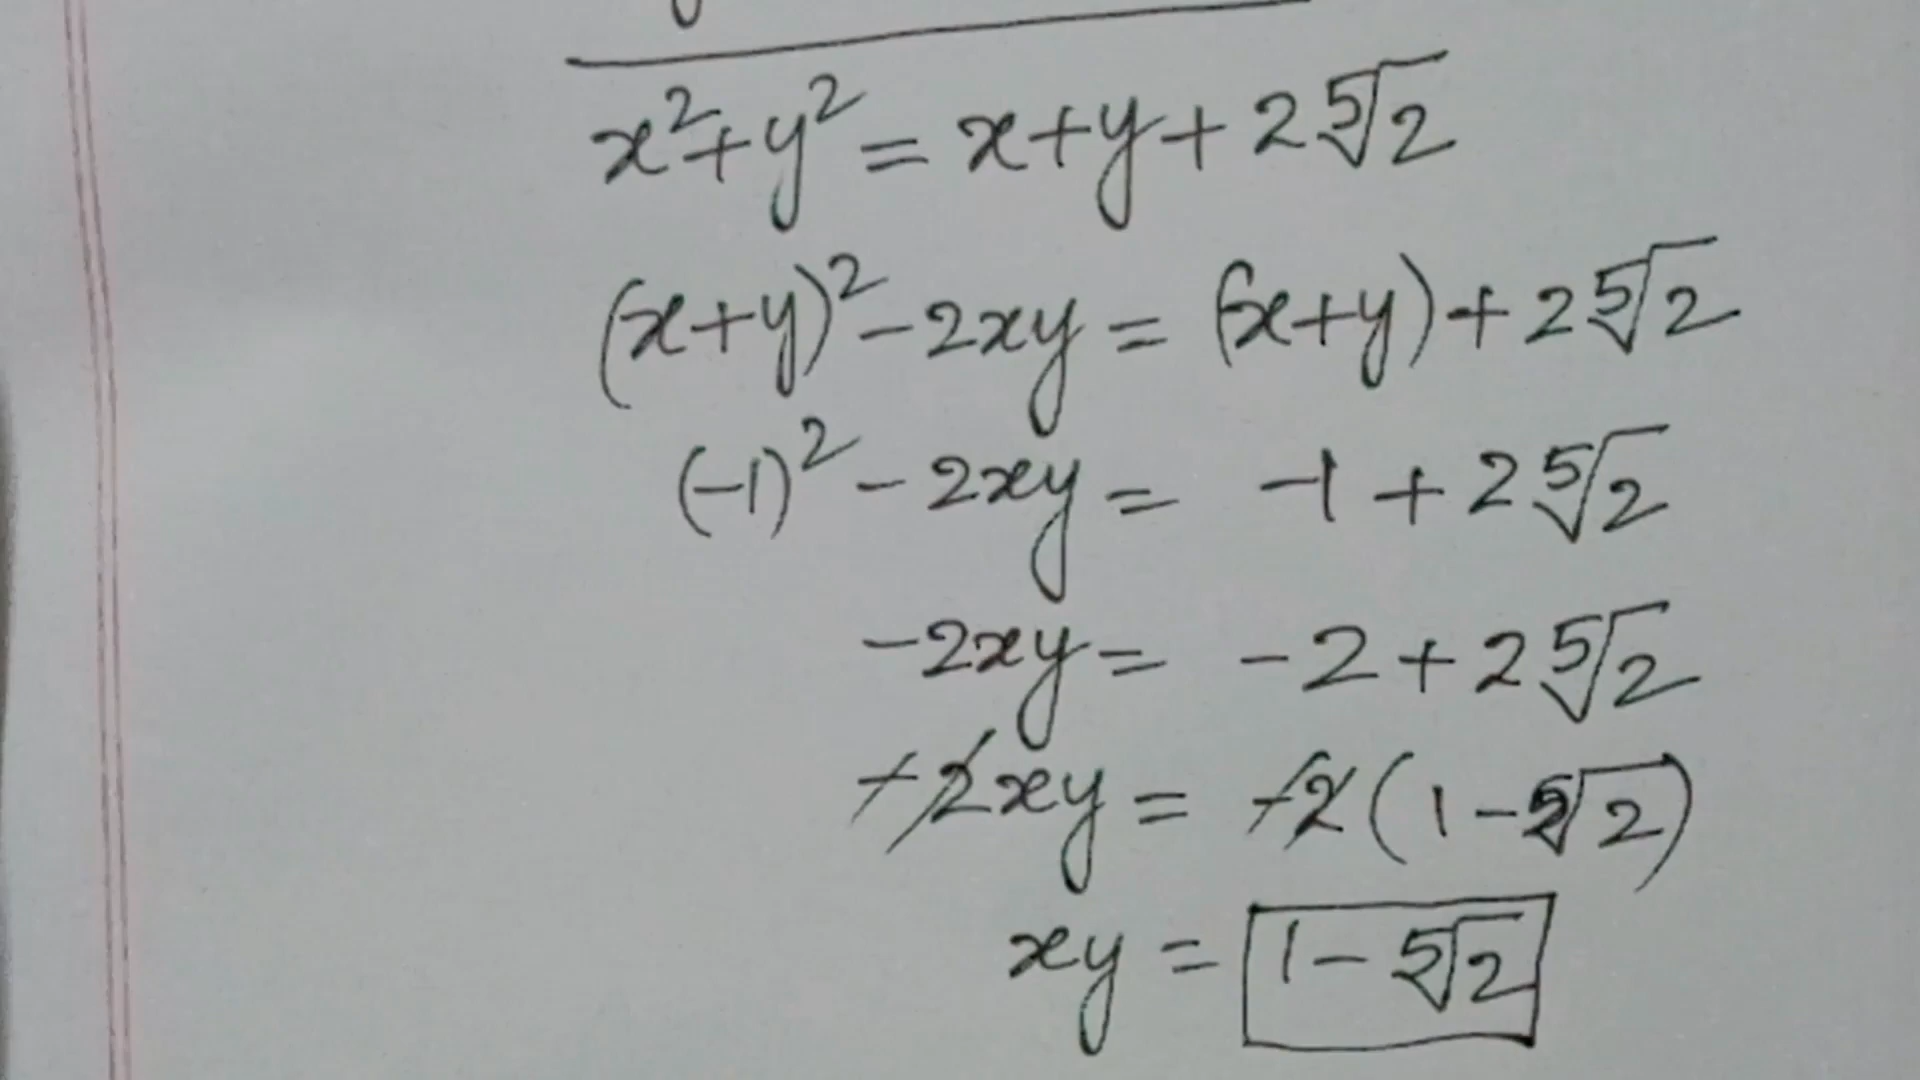 x²+y² = x+y+2⁵√2
(x+y)²-2xy = (x+y)+2⁵√2
(-1)²-2xy = -1+2⁵√2
-2xy = -2+2⁵√2
-2xy = -2(1-⁵√2)
xy = 1-⁵√2